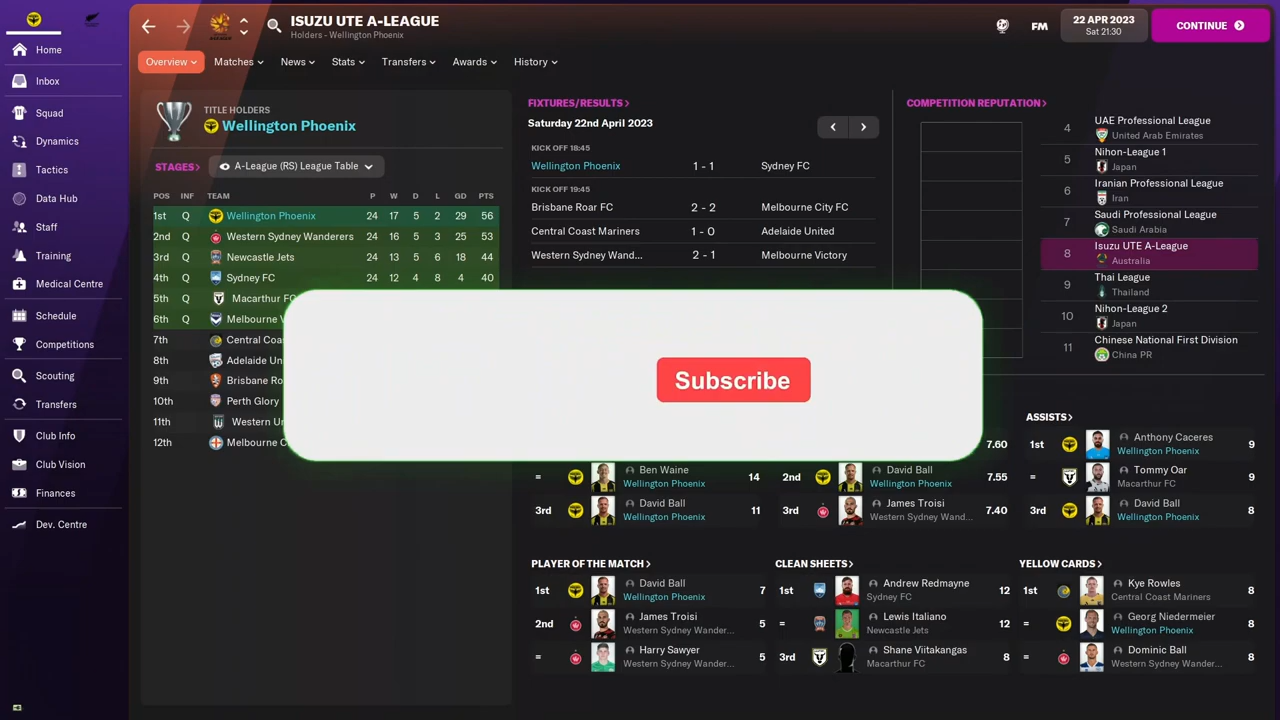 ISUZU UTE A-LEAGUE
Holders - Wellington Phoenix
FM
22 APR 2023
Sat 21:30
CONTINUE
Home
Inbox
Squad
Dynamics
Tactics
Data Hub
Staff
Training
Medical Centre
Schedule
Competitions
Scouting
Transfers
Club Info
Club Vision
Finances
Dev. Centre
Overview
Matches
News
Stats
Transfers
Awards
History
TITLE HOLDERS
Wellington Phoenix
STAGES
A-League (RS) League Table
POS INF TEAM P W D L GD PTS
1st Q Wellington Phoenix 24 17 5 2 29 56
2nd Q Western Sydney Wanderers 24 16 5 3 25 53
3rd Q Newcastle Jets 24 13 5 6 18 44
4th Q Sydney FC 24 12 4 8 4 40
5th Q Macarthur FC
6th Q Melbourne V
7th Central Coa
8th Adelaide Un
9th Brisbane Ro
10th Perth Glory
11th Western Un
12th Melbourne C
FIXTURES/RESULTS
Saturday 22nd April 2023
KICK OFF 18:45
Wellington Phoenix 1 - 1 Sydney FC
KICK OFF 19:45
Brisbane Roar FC 2 - 2 Melbourne City FC
Central Coast Mariners 1 - 0 Adelaide United
Western Sydney Wand... 2 - 1 Melbourne Victory
COMPETITION REPUTATION
4 UAE Professional League
United Arab Emirates
5 Nihon-League 1
Japan
6 Iranian Professional League
Iran
7 Saudi Professional League
Saudi Arabia
8 Isuzu UTE A-League
Australia
9 Thai League
Thailand
10 Nihon-League 2
Japan
11 Chinese National First Division
China PR
Subscribe
= Ben Waine 14
Wellington Phoenix
3rd David Ball 11
Wellington Phoenix
7.60
2nd David Ball 7.55
Wellington Phoenix
3rd James Troisi 7.40
Western Sydney Wand...
ASSISTS
1st Anthony Caceres 9
Wellington Phoenix
= Tommy Oar 9
Macarthur FC
3rd David Ball 8
Wellington Phoenix
PLAYER OF THE MATCH
1st David Ball 7
Wellington Phoenix
2nd James Troisi 5
Western Sydney Wander...
= Harry Sawyer 5
Western Sydney Wander...
CLEAN SHEETS
1st Andrew Redmayne 12
Sydney FC
= Lewis Italiano 12
Newcastle Jets
3rd Shane Viitakangas 8
Macarthur FC
YELLOW CARDS
1st Kye Rowles 8
Central Coast Mariners
= Georg Niedermeier 8
Wellington Phoenix
= Dominic Ball 8
Western Sydney Wander...